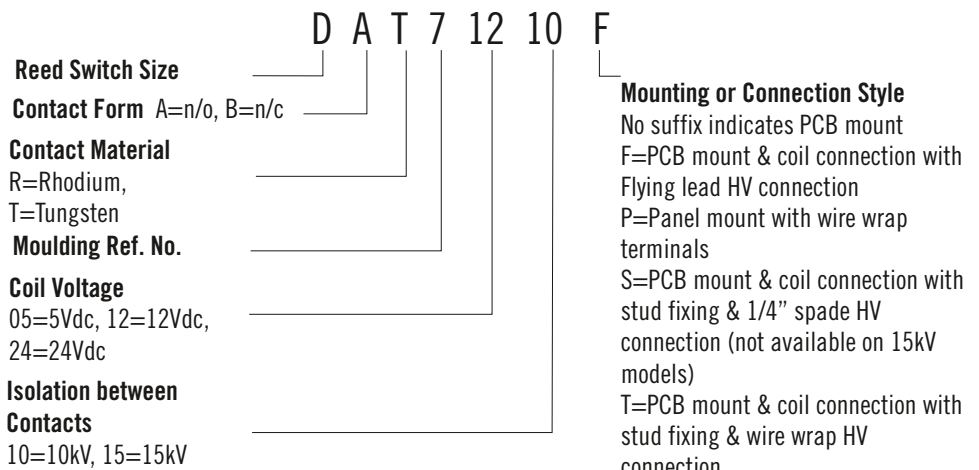 D A T 7 12 10 F
Reed Switch Size
Contact Form A=n/o, B=n/c
Contact Material
R=Rhodium,
T=Tungsten
Moulding Ref. No.
Coil Voltage
05=5Vdc, 12=12Vdc,
24=24Vdc
Isolation between
Contacts
10=10kV, 15=15kV
Mounting or Connection Style
No suffix indicates PCB mount
F=PCB mount & coil connection with
Flying lead HV connection
P=Panel mount with wire wrap
terminals
S=PCB mount & coil connection with
stud fixing & 1/4” spade HV
connection (not available on 15kV
models)
T=PCB mount & coil connection with
stud fixing & wire wrap HV
connection